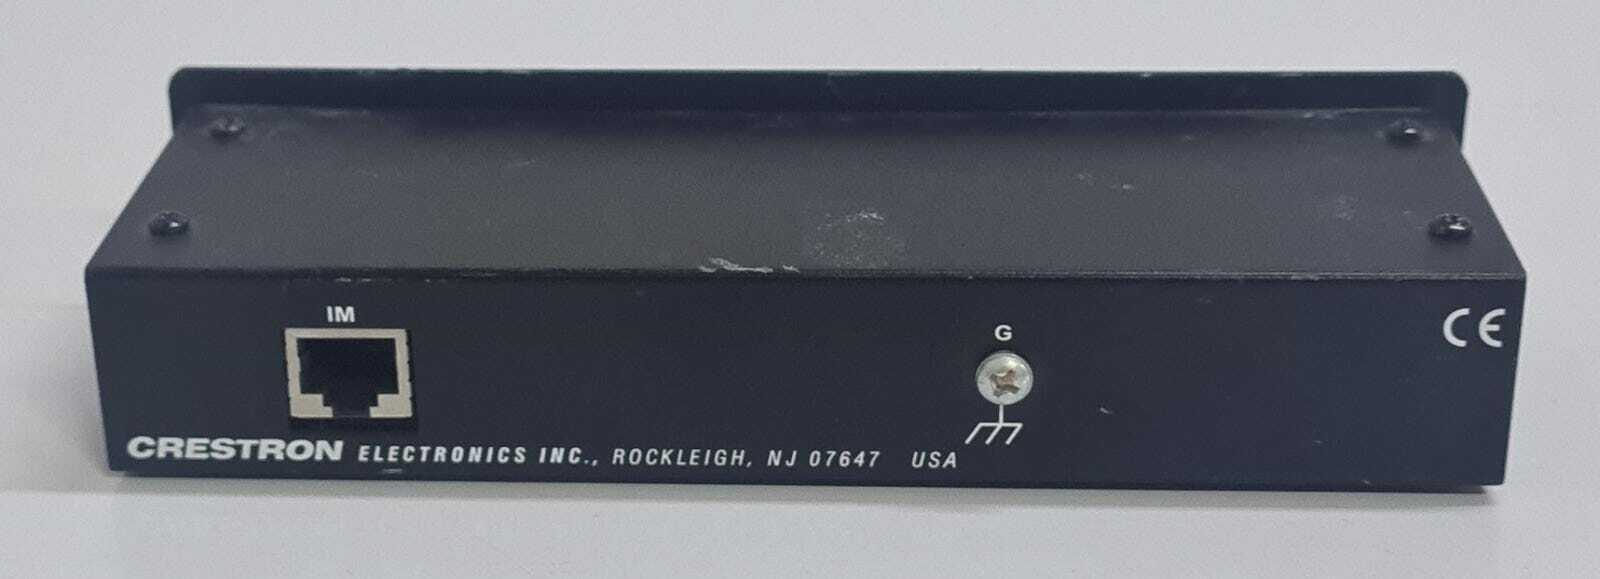 IM
G
CE
CRESTRON ELECTRONICS INC., ROCKLEIGH, NJ 07647 USA